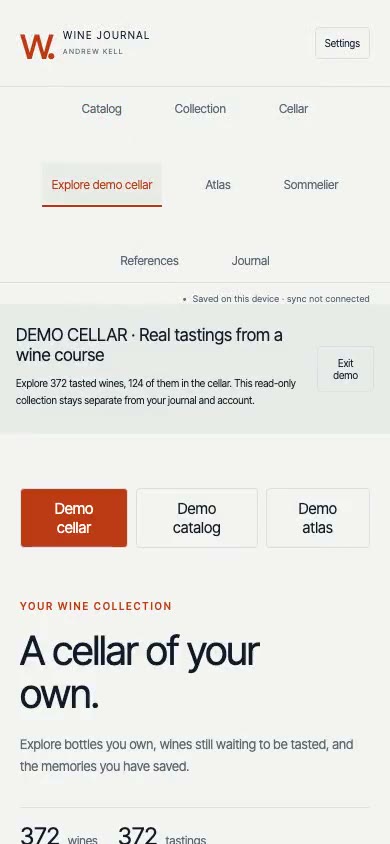 W. WINE JOURNAL
ANDREW KELL
Settings
Catalog Collection Cellar
Explore demo cellar Atlas Sommelier
References Journal
• Saved on this device · sync not connected
DEMO CELLAR · Real tastings from a
wine course
Explore 372 tasted wines, 124 of them in the cellar. This read-only
collection stays separate from your journal and account.
Exit
demo
Demo
cellar
Demo
catalog
Demo
atlas
YOUR WINE COLLECTION
A cellar of your
own.
Explore bottles you own, wines still waiting to be tasted, and
the memories you have saved.
372 wines 372 tastings